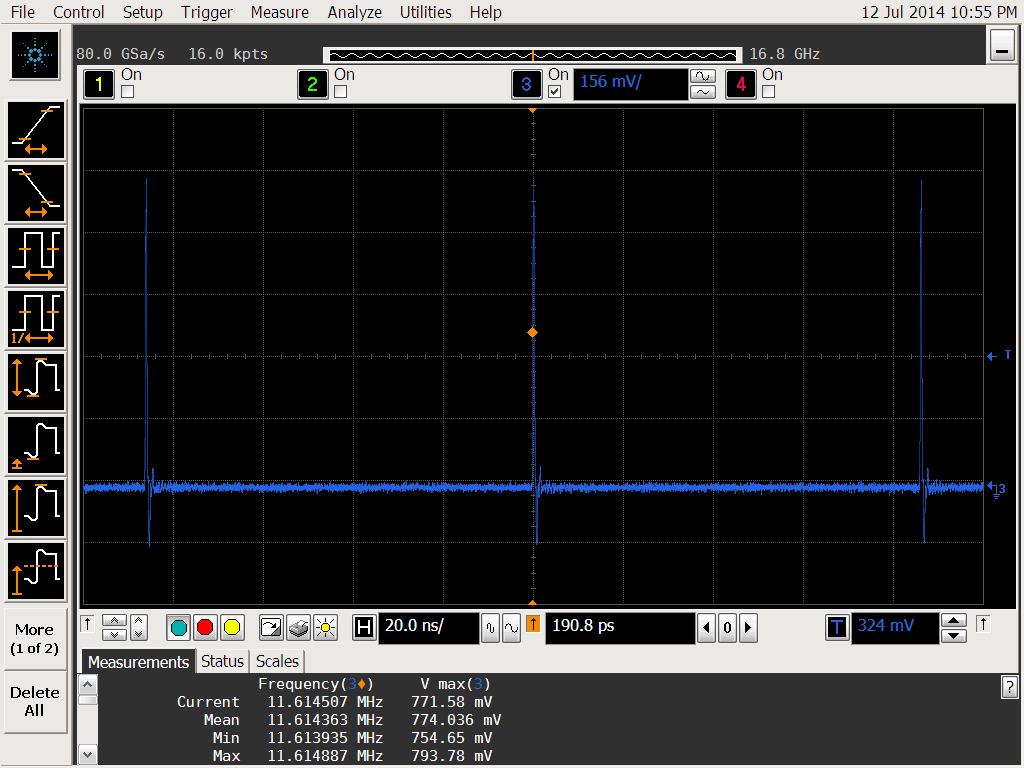 File Control Setup Trigger Measure Analyze Utilities Help 12 Jul 2014 10:55 PM
80.0 GSa/s 16.0 kpts 16.8 GHz
1 On 2 On 3 On 156 mV/ 4 On
1/
T
3
More
(1 of 2)
Delete
All
H 20.0 ns/ 190.8 ps 0 T 324 mV
Measurements Status Scales
Frequency(3) V max(3) ?
Current 11.614507 MHz 771.58 mV
Mean 11.614363 MHz 774.036 mV
Min 11.613935 MHz 754.65 mV
Max 11.614887 MHz 793.78 mV